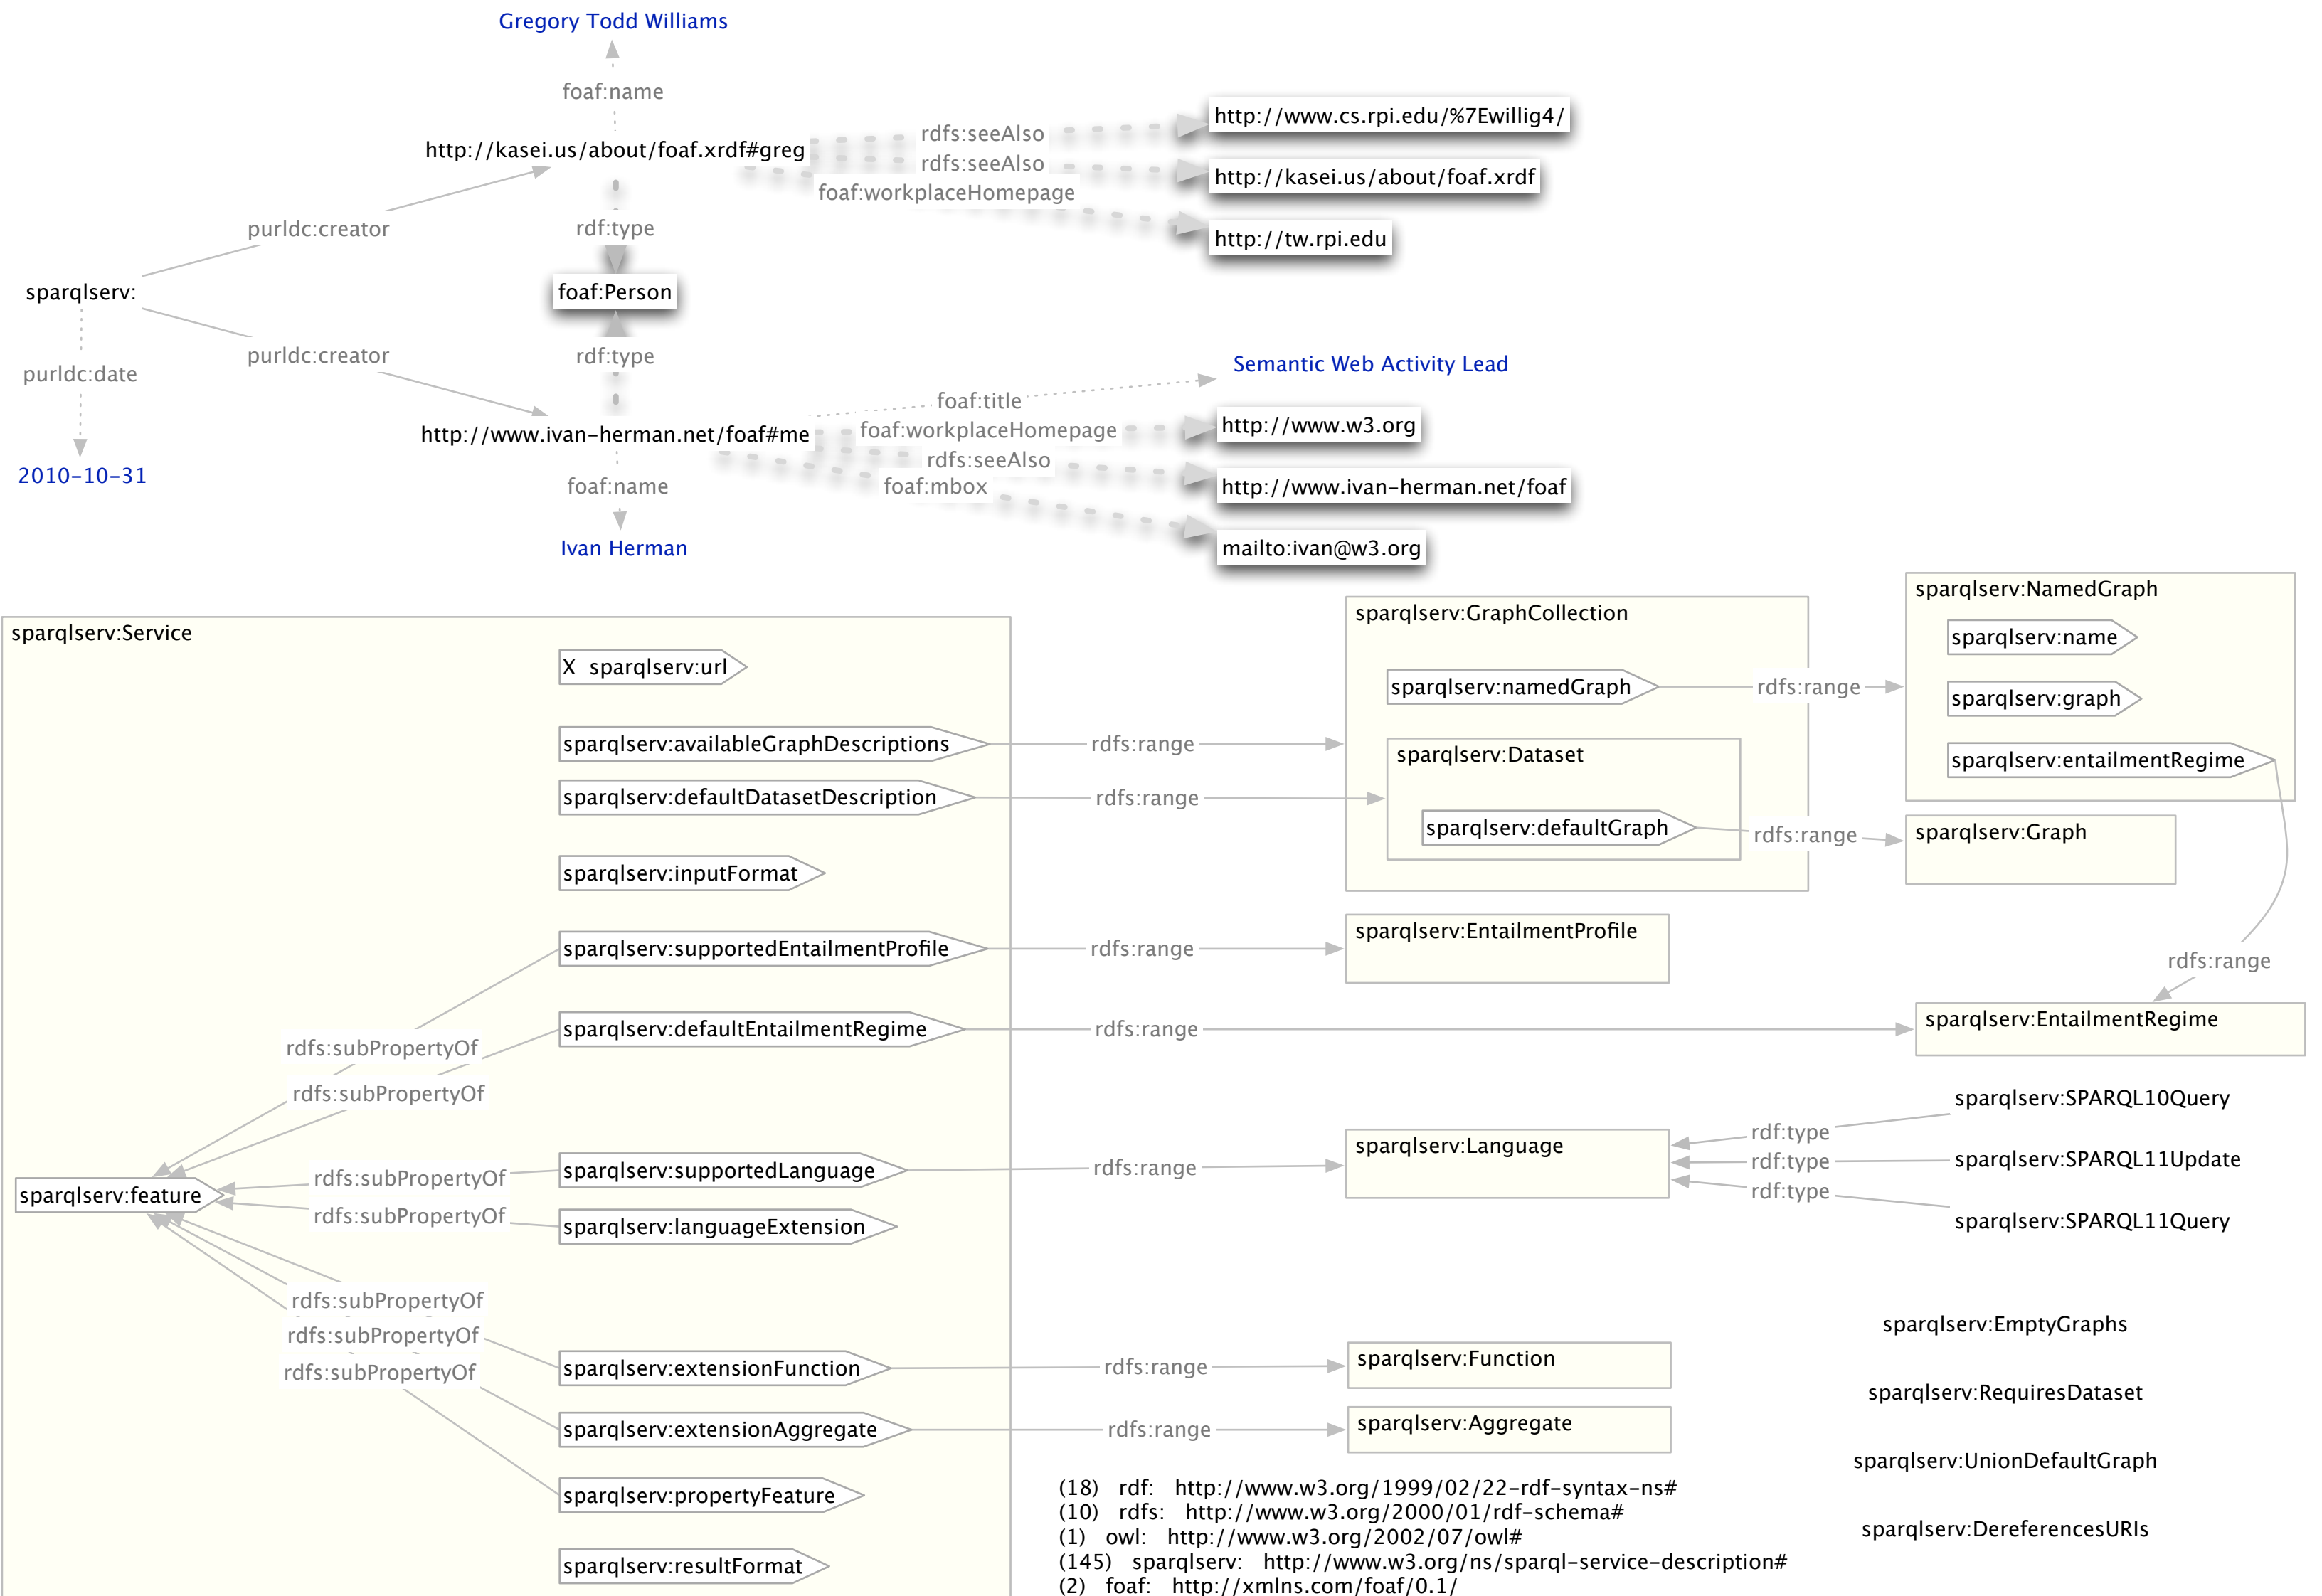 Gregory Todd Williams
foaf:name
http://www.cs.rpi.edu/%7Ewillig4/
rdfs:seeAlso
http://kasei.us/about/foaf.xrdf#greg
rdfs:seeAlso
http://kasei.us/about/foaf.xrdf
foaf:workplaceHomepage
purldc:creator
rdf:type
http://tw.rpi.edu
sparqlserv:
foaf:Person
purldc:creator
rdf:type
Semantic Web Activity Lead
purldc:date
foaf:title
http://www.w3.org
foaf:workplaceHomepage
http://www.ivan-herman.net/foaf#me
rdfs:seeAlso
2010-10-31
foaf:name
foaf:mbox
http://www.ivan-herman.net/foaf
Ivan Herman
mailto:ivan@w3.org
sparqlserv:Service
X sparqlserv:url
sparqlserv:availableGraphDescriptions
rdfs:range
sparqlserv:defaultDatasetDescription
rdfs:range
sparqlserv:inputFormat
sparqlserv:supportedEntailmentProfile
rdfs:range
sparqlserv:defaultEntailmentRegime
rdfs:range
rdfs:subPropertyOf
rdfs:subPropertyOf
sparqlserv:supportedLanguage
rdfs:range
rdfs:subPropertyOf
sparqlserv:feature
rdfs:subPropertyOf
sparqlserv:languageExtension
rdfs:subPropertyOf
rdfs:subPropertyOf
rdfs:subPropertyOf
sparqlserv:extensionFunction
rdfs:range
sparqlserv:extensionAggregate
rdfs:range
sparqlserv:propertyFeature
sparqlserv:resultFormat
sparqlserv:GraphCollection
sparqlserv:namedGraph
rdfs:range
sparqlserv:Dataset
sparqlserv:defaultGraph
rdfs:range
sparqlserv:NamedGraph
sparqlserv:name
sparqlserv:graph
sparqlserv:entailmentRegime
sparqlserv:Graph
sparqlserv:EntailmentProfile
rdfs:range
sparqlserv:EntailmentRegime
sparqlserv:Language
rdf:type
sparqlserv:SPARQL10Query
rdf:type
sparqlserv:SPARQL11Update
rdf:type
sparqlserv:SPARQL11Query
sparqlserv:Function
sparqlserv:Aggregate
sparqlserv:EmptyGraphs
sparqlserv:RequiresDataset
sparqlserv:UnionDefaultGraph
sparqlserv:DereferencesURIs
(18) rdf: http://www.w3.org/1999/02/22-rdf-syntax-ns#
(10) rdfs: http://www.w3.org/2000/01/rdf-schema#
(1) owl: http://www.w3.org/2002/07/owl#
(145) sparqlserv: http://www.w3.org/ns/sparql-service-description#
(2) foaf: http://xmlns.com/foaf/0.1/